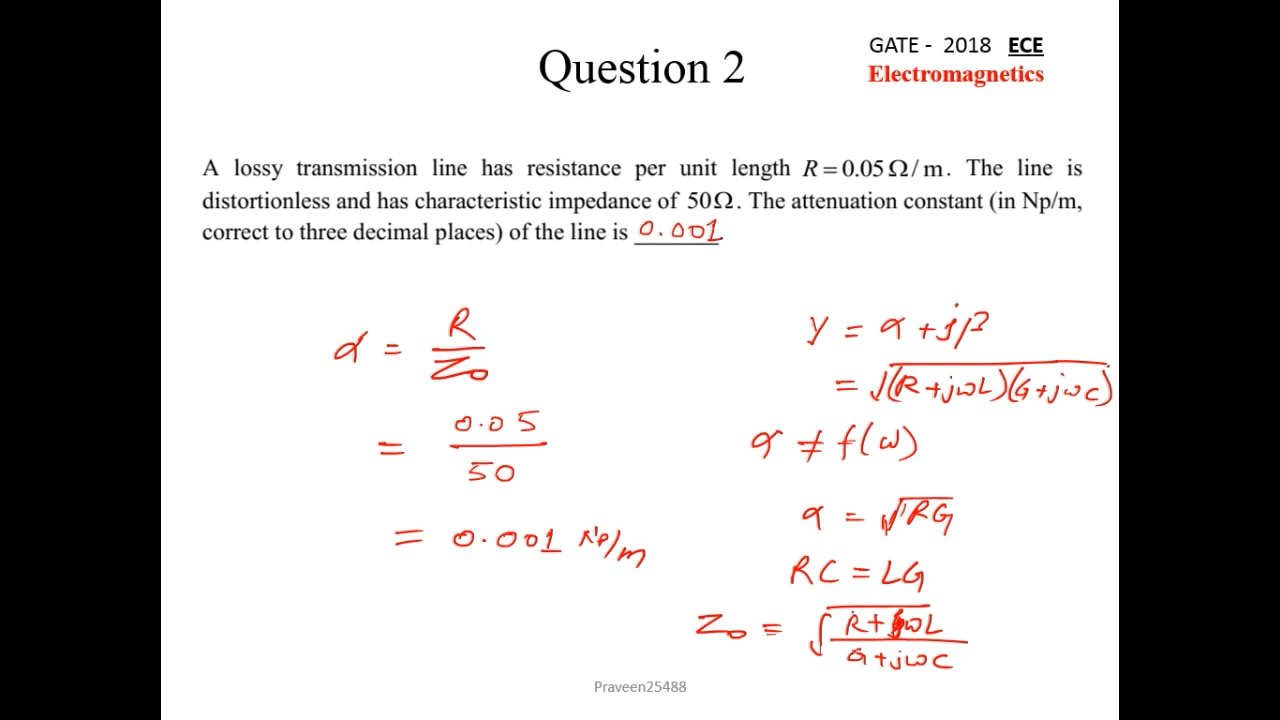 Question 2
GATE - 2018 ECE
Electromagnetics
A lossy transmission line has resistance per unit length R = 0.05 Ω / m. The line is
distortionless and has characteristic impedance of 50Ω. The attenuation constant (in Np/m,
correct to three decimal places) of the line is 0.001
α = R / Z₀
= 0.05 / 50
= 0.001 Np/m
γ = α + jβ
= √(R+jωL)(G+jωC)
α ≠ f(ω)
α = √RG
RC = LG
Z₀ = √(R+jωL / G+jωC)
Praveen25488